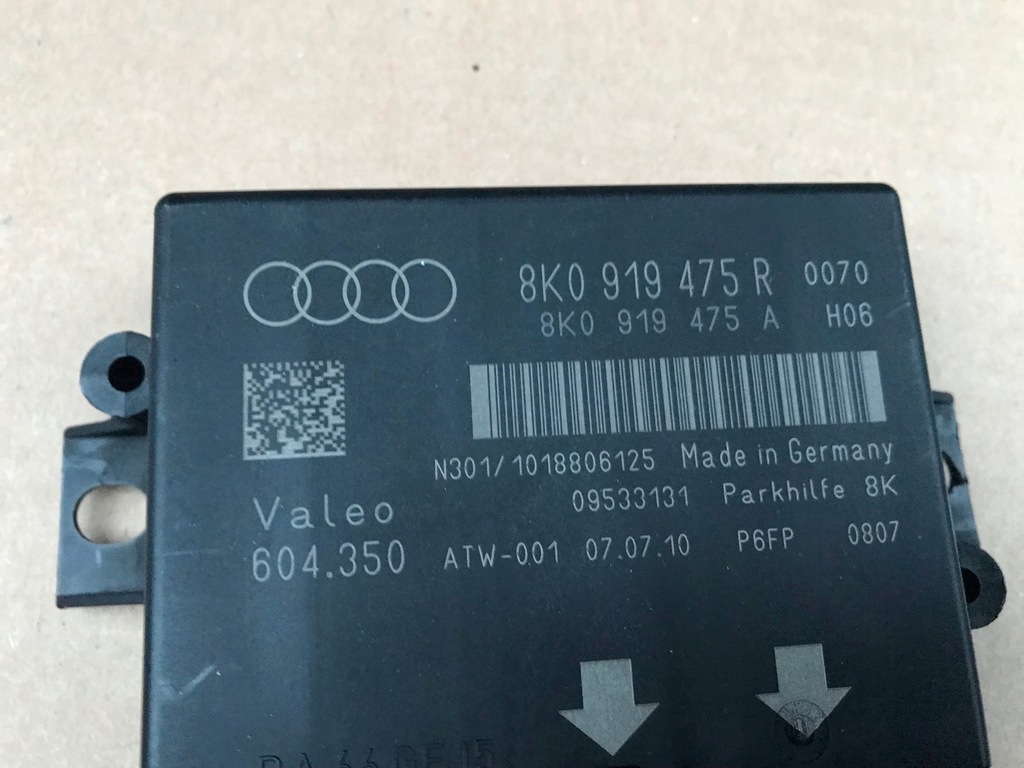 8K0 919 475 R 0070
8K0 919 475 A H06
N301/1018806125 Made in Germany
09533131 Parkhilfe 8K
Valeo
604.350
ATW-001 07.07.10 P6FP 0807